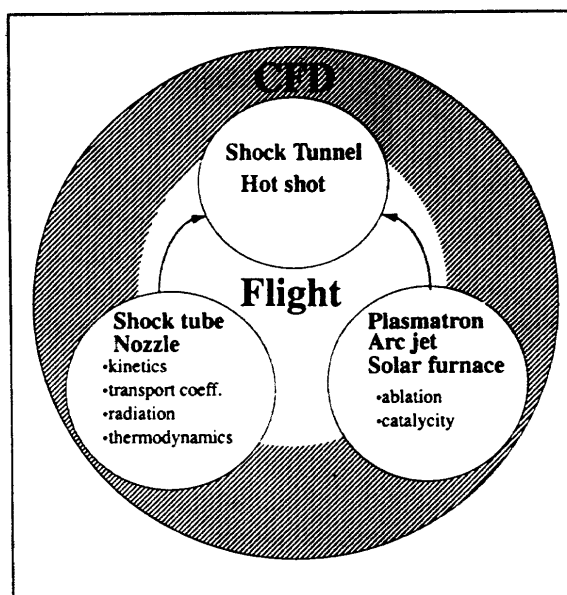 CFD
Shock Tunnel
Hot shot
Flight
Shock tube
Nozzle
•kinetics
•transport coeff.
•radiation
•thermodynamics
Plasmatron
Arc jet
Solar furnace
•ablation
•catalycity